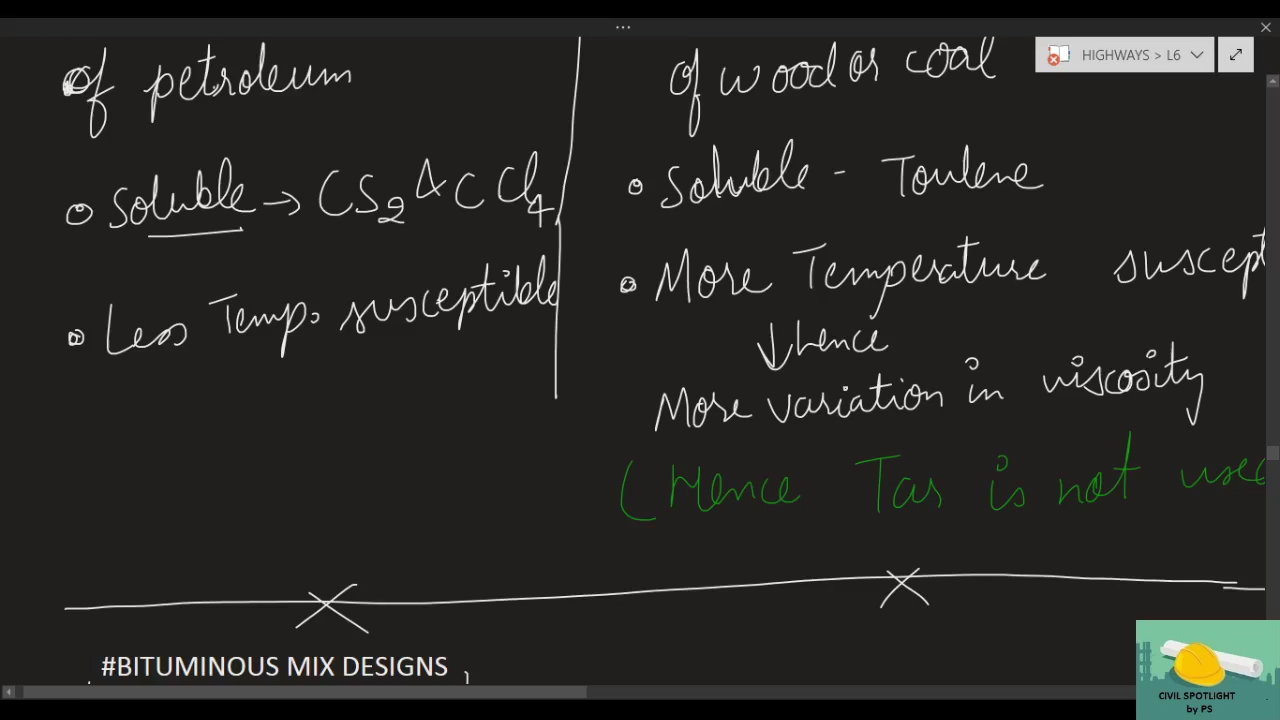 HIGHWAYS > L6
of petroleum
Soluble → CS2 & CCl4
Less Temp. susceptible
of wood or coal
Soluble - Toulene
More Temperature suscept
↓ hence
More variation in viscosity
(Hence Tar is not used
#BITUMINOUS MIX DESIGNS
CIVIL SPOTLIGHT
by PS